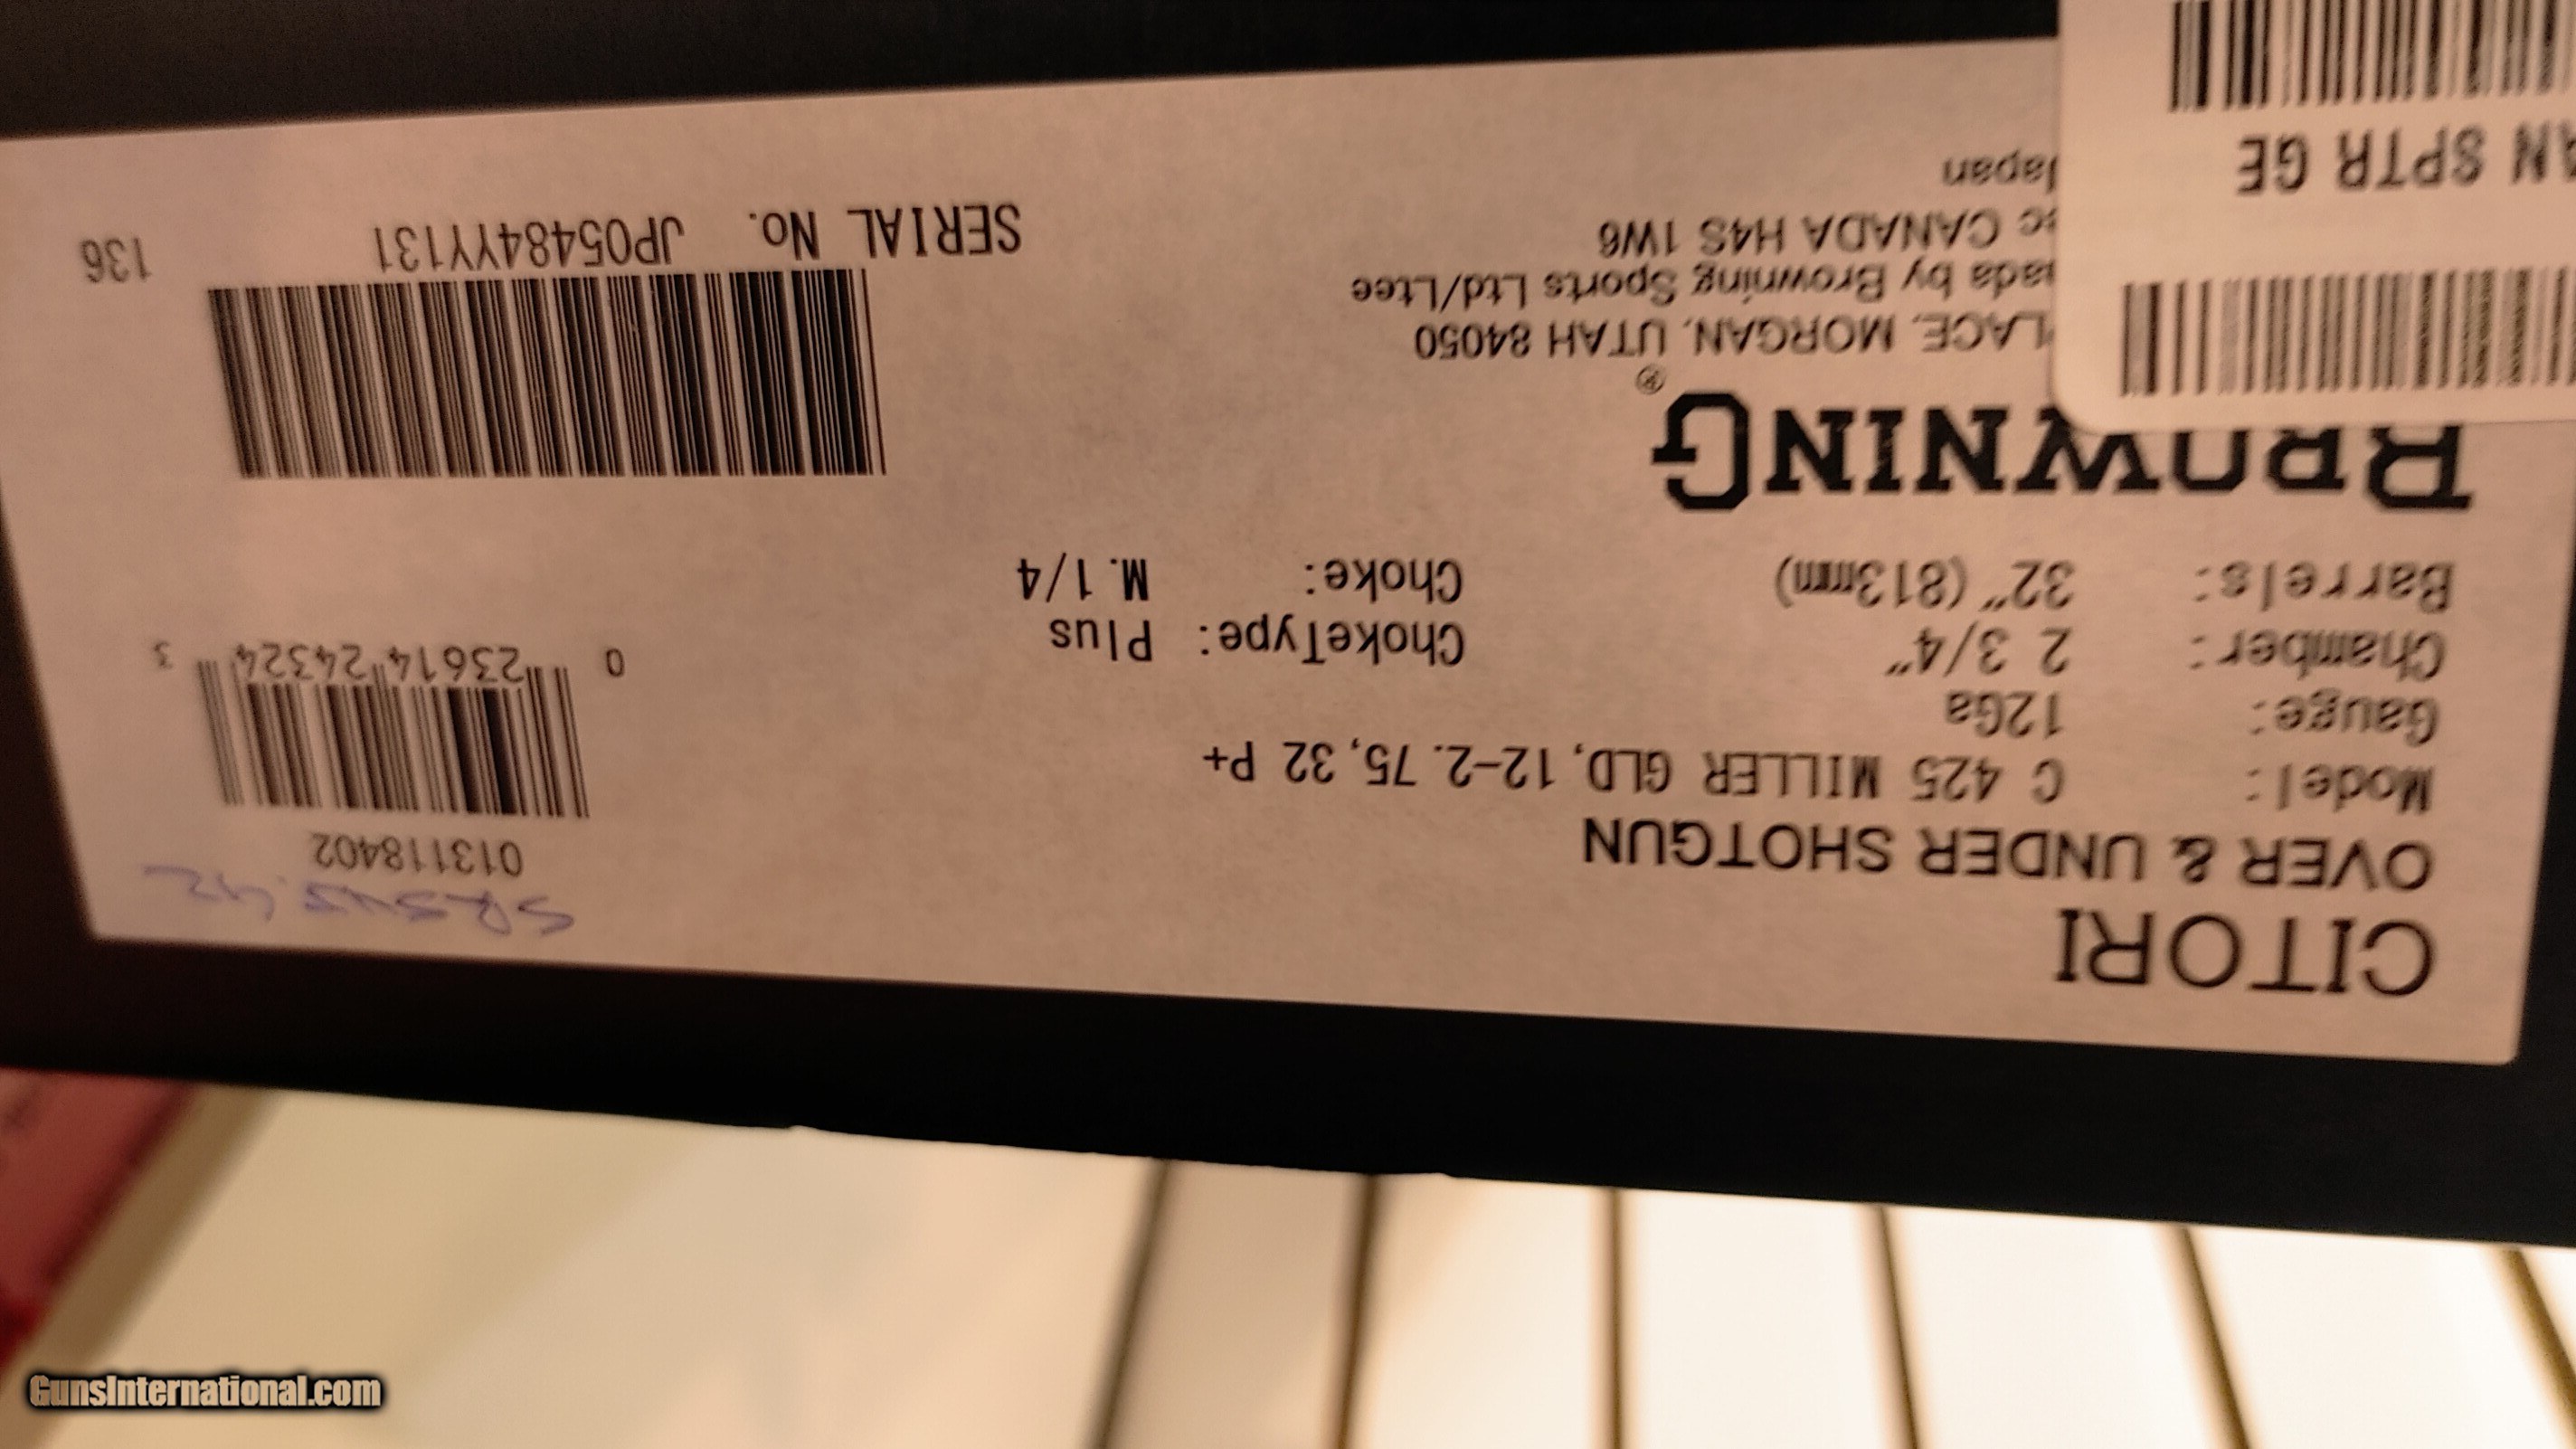 CITORI
OVER & UNDER SHOTGUN
Model: C 425 MILLER GLD, 12-2.75, 32 P+
Gauge: 12Ga
Chamber: 2 3/4" ChokeType: Plus
Barrels: 32" (813mm) Choke: M.1/4
013118402
0 23614 24324 3
BROWNING®
LACE, MORGAN, UTAH 84050
ada by Browning Sports Ltd/Ltee
ec CANADA H4S 1W6
Japan
SERIAL No. JP05484YY131
136
AN SPTR GE
GunsInternational.com